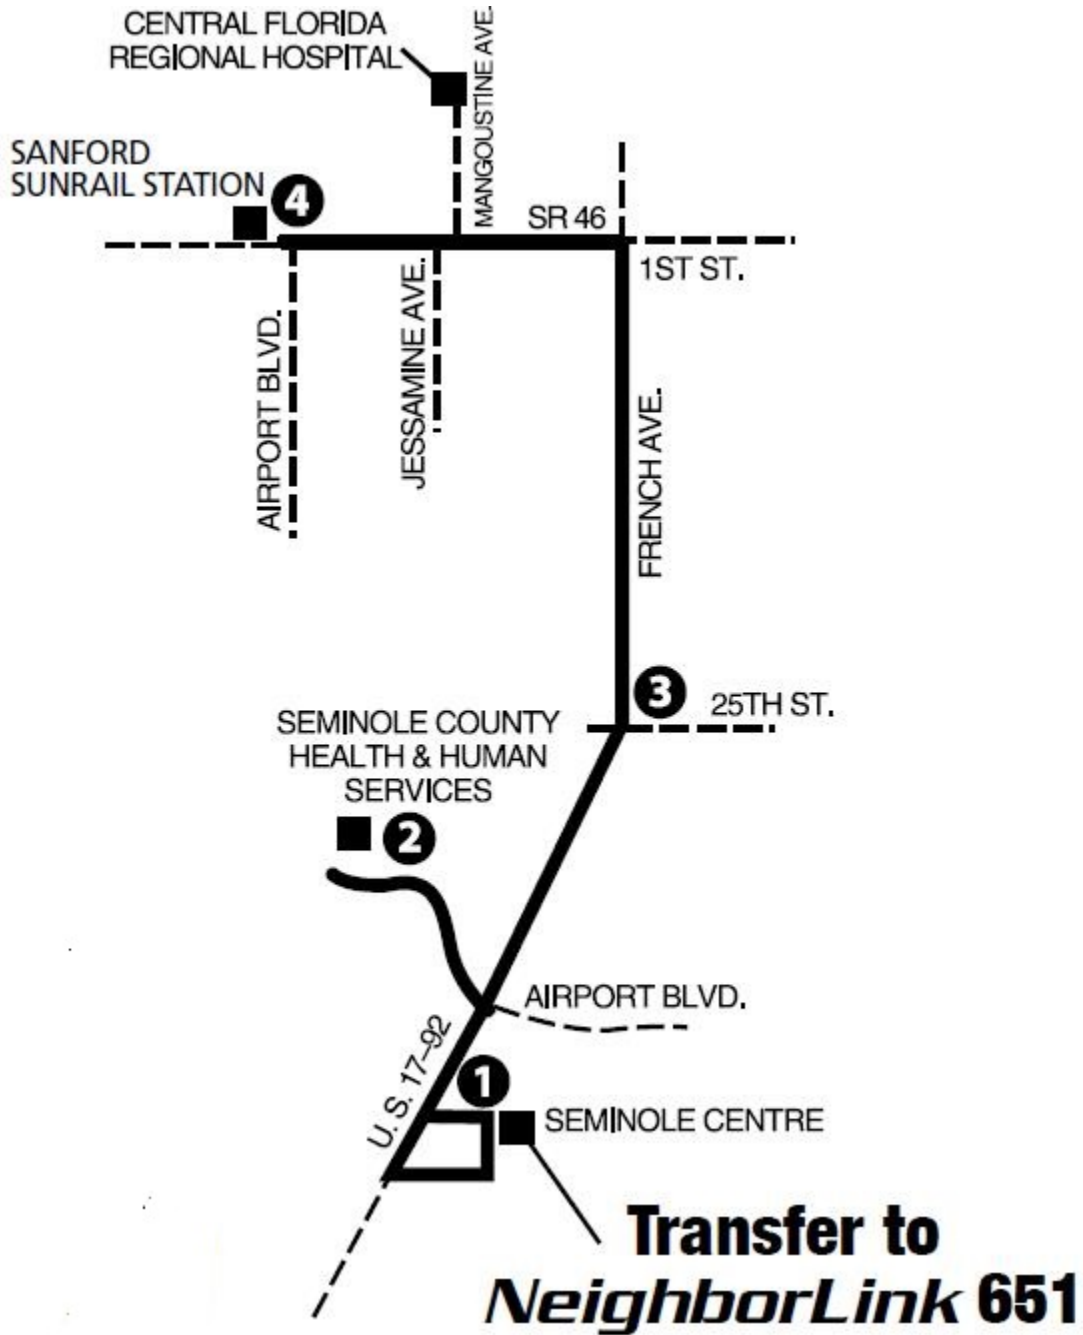 CENTRAL FLORIDA
REGIONAL HOSPITAL
MANGOUSTINE AVE.
SANFORD
SUNRAIL STATION
4
SR 46
1ST ST.
AIRPORT BLVD.
JESSAMINE AVE.
FRENCH AVE.
3
25TH ST.
SEMINOLE COUNTY
HEALTH & HUMAN
SERVICES
2
AIRPORT BLVD.
U. S. 17–92
1
SEMINOLE CENTRE
Transfer to
NeighborLink 651